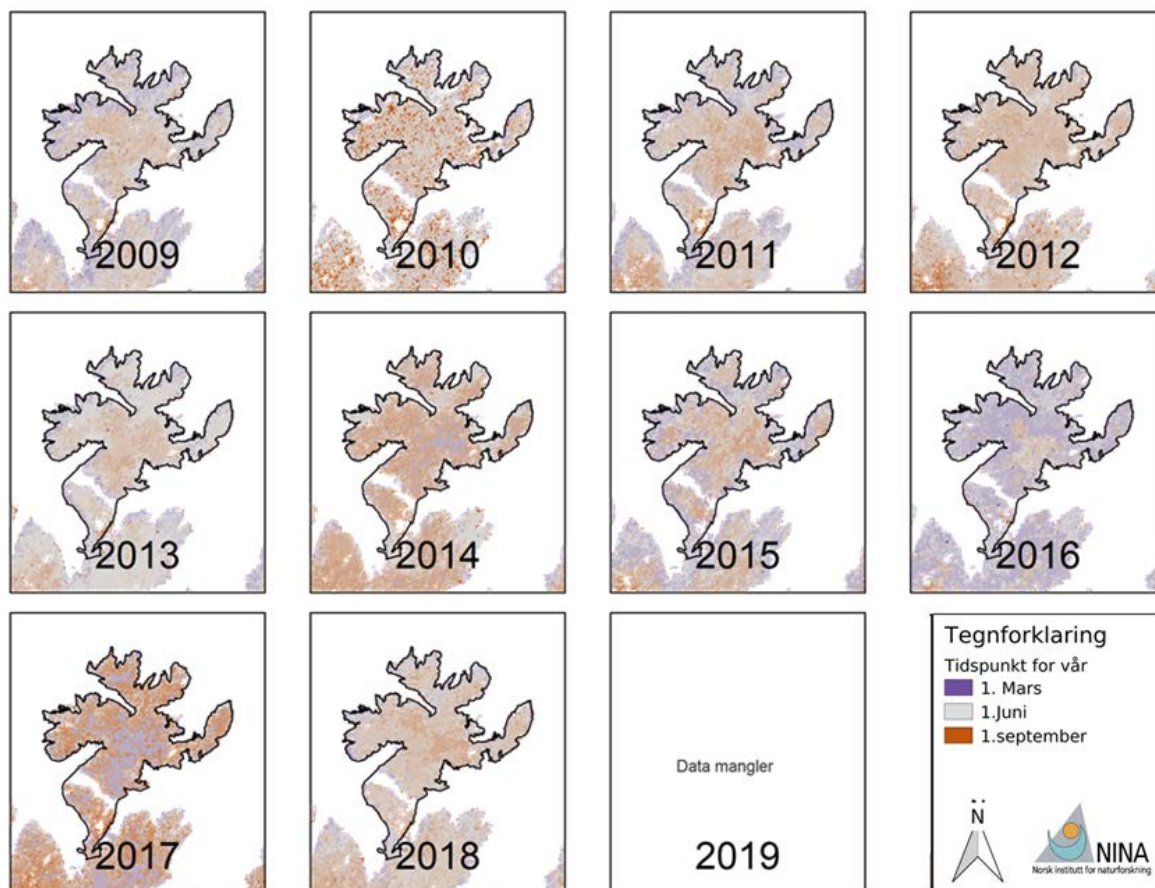 2009
2010
2011
2012
2013
2014
2015
2016
2017
2018
Data mangler
2019
Tegnforklaring
Tidspunkt for vår
1. Mars
1.Juni
1.september
N
NINA
Norsk institutt for naturforskning